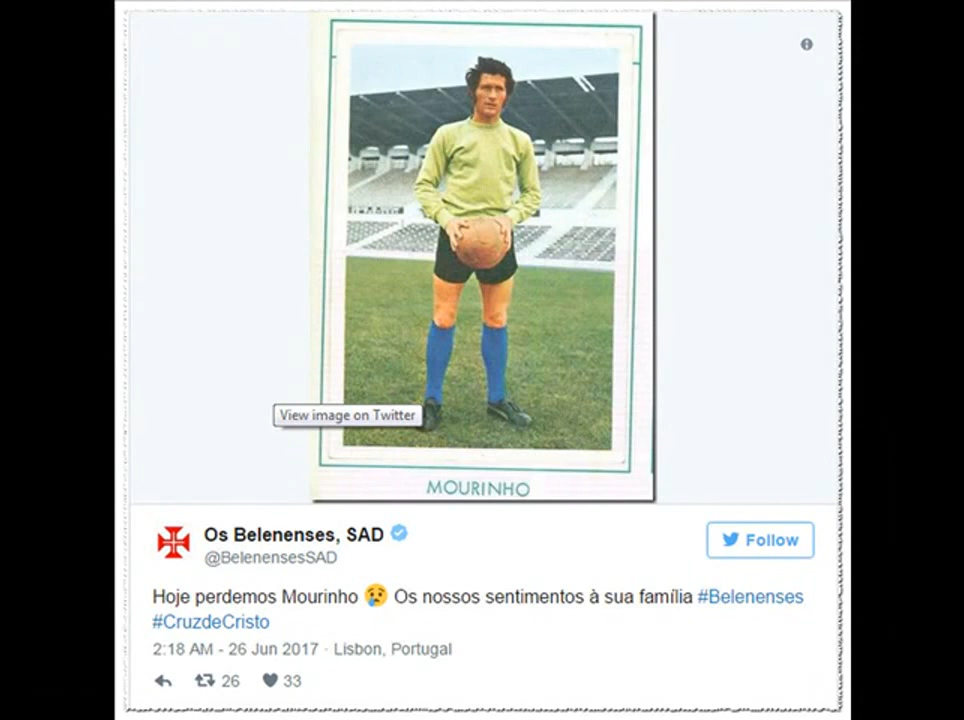 View image on Twitter
MOURINHO
Os Belenenses, SAD
@BelenensesSAD
Follow
Hoje perdemos Mourinho 😢 Os nossos sentimentos à sua família #Belenenses
#CruzdeCristo
2:18 AM - 26 Jun 2017 · Lisbon, Portugal
26 33